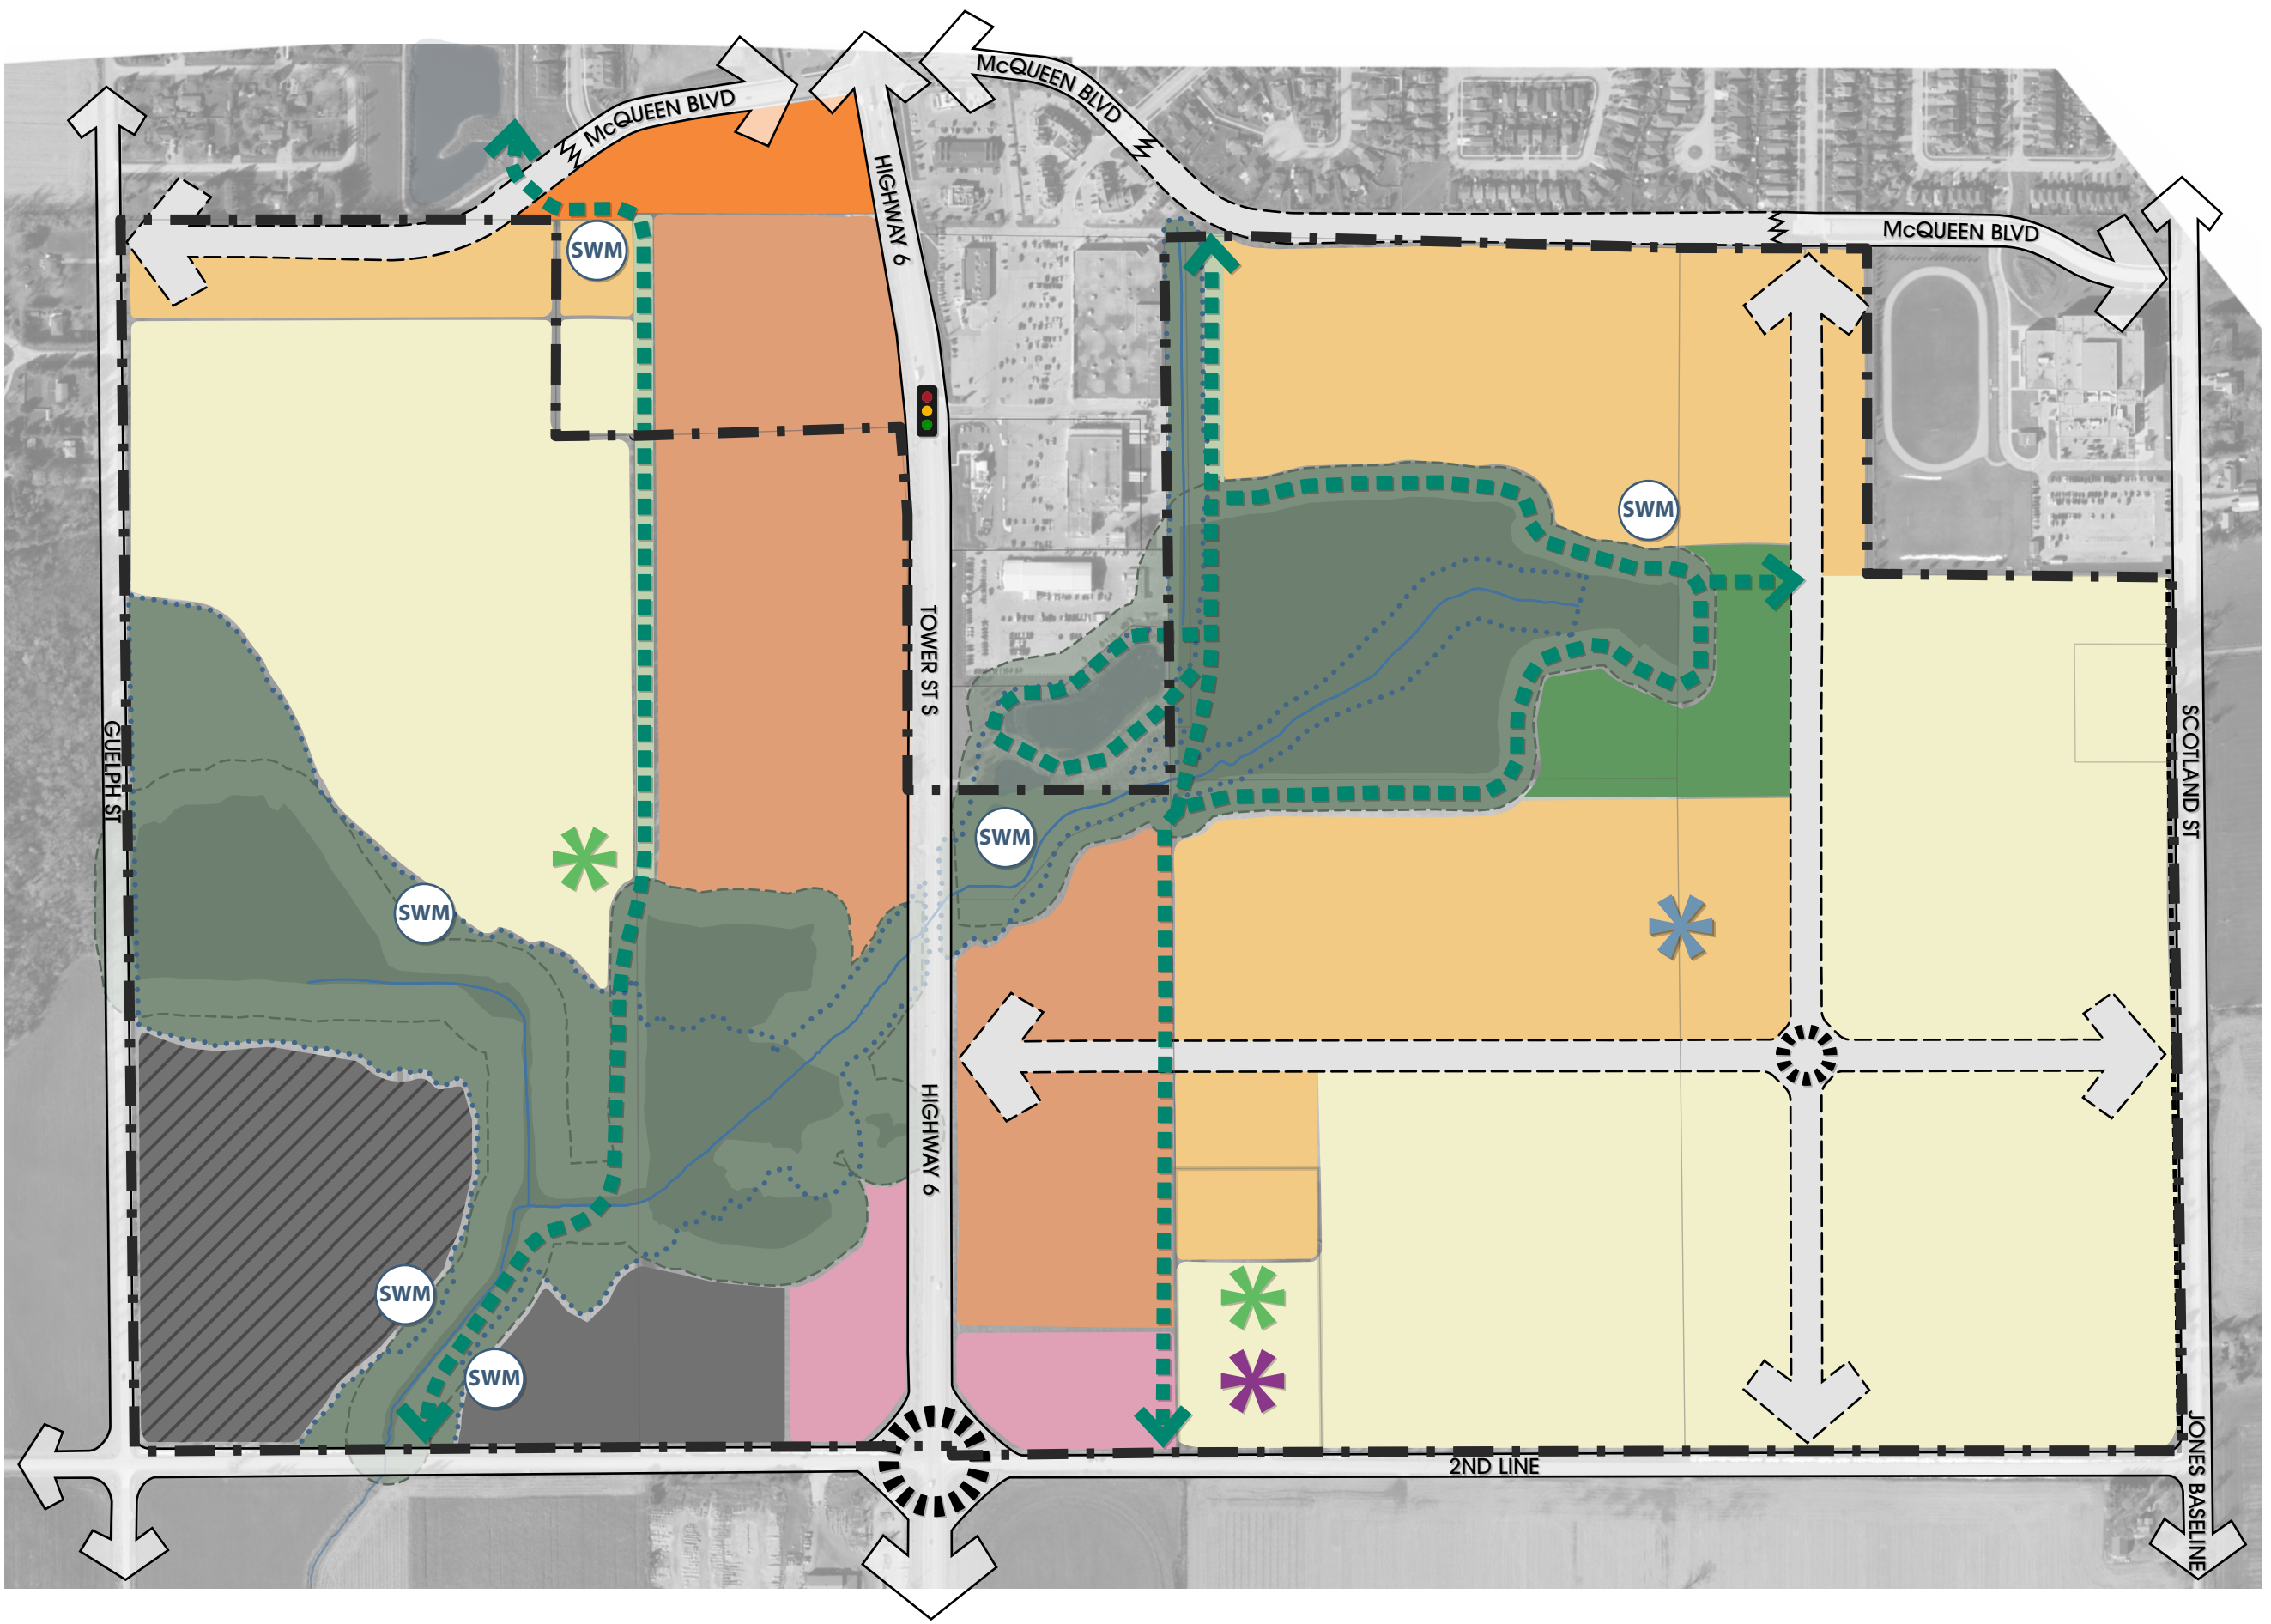 McQUEEN BLVD
McQUEEN BLVD
HIGHWAY 6
McQUEEN BLVD
SWM
SWM
TOWER ST S
GUELPH ST
SCOTLAND ST
SWM
SWM
HIGHWAY 6
SWM
SWM
2ND LINE
JONES BASELINE